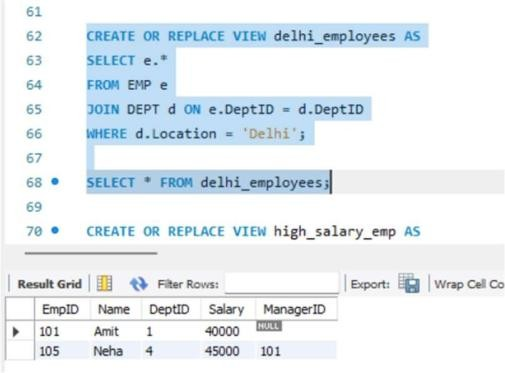 61
62 CREATE OR REPLACE VIEW delhi_employees AS
63 SELECT e.*
64 FROM EMP e
65 JOIN DEPT d ON e.DeptID = d.DeptID
66 WHERE d.Location = 'Delhi';
67
68 SELECT * FROM delhi_employees;
69
70 CREATE OR REPLACE VIEW high_salary_emp AS
Result Grid Filter Rows: Export: Wrap Cell Co
EmpID Name DeptID Salary ManagerID
101 Amit 1 40000 NULL
105 Neha 4 45000 101